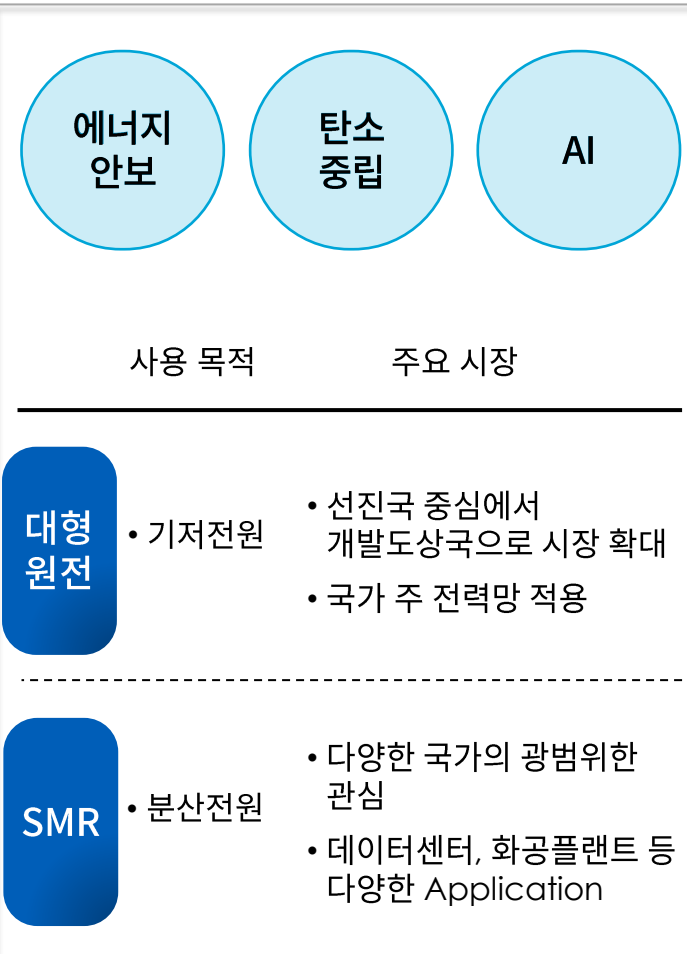 에너지
안보
탄소
중립
AI
사용 목적
주요 시장
대형
원전
• 기저전원
• 선진국 중심에서
개발도상국으로 시장 확대
• 국가 주 전력망 적용
SMR
• 분산전원
• 다양한 국가의 광범위한
관심
• 데이터센터, 화공플랜트 등
다양한 Application